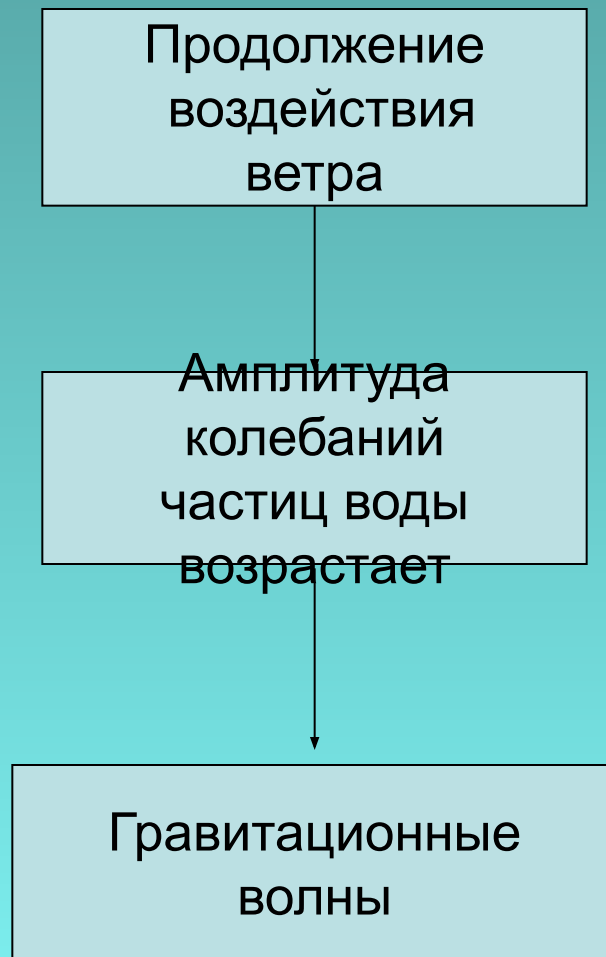 Продолжение
воздействия
ветра
Амплитуда
колебаний
частиц воды
возрастает
Гравитационные
волны